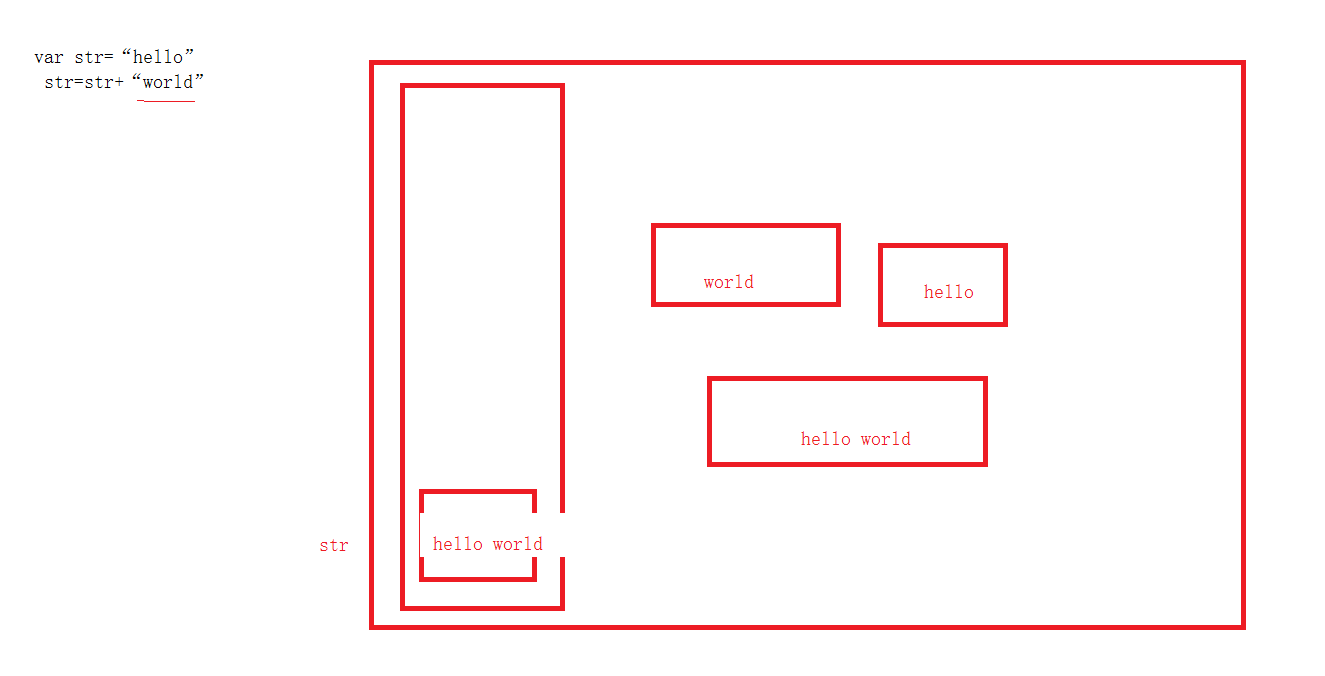 var str=“hello”
str=str+“world”
world
hello
hello world
str
hello world